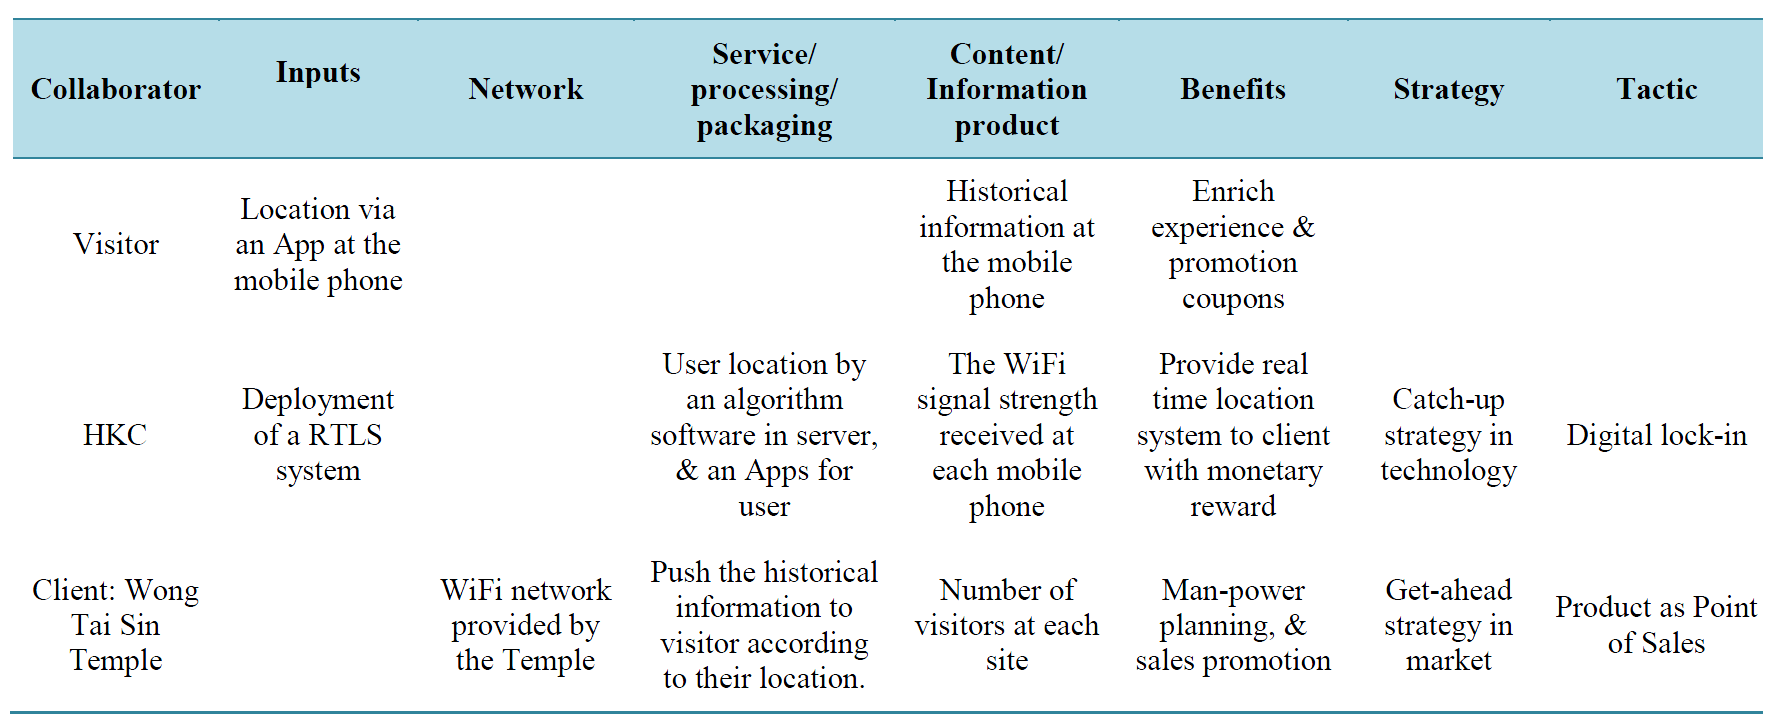 Collaborator
Inputs
Network
Service/
processing/
packaging
Content/
Information
product
Benefits
Strategy
Tactic
Visitor
Location via
an App at the
mobile phone
Historical
information at
the mobile
phone
Enrich
experience &
promotion
coupons
HKC
Deployment
of a RTLS
system
User location by
an algorithm
software in server,
& an Apps for
user
The WiFi
signal strength
received at
each mobile
phone
Provide real
time location
system to client
with monetary
reward
Catch-up
strategy in
technology
Digital lock-in
Client: Wong
Tai Sin
Temple
WiFi network
provided by
the Temple
Push the historical
information to
visitor according
to their location.
Number of
visitors at each
site
Man-power
planning, &
sales promotion
Get-ahead
strategy in
market
Product as Point
of Sales